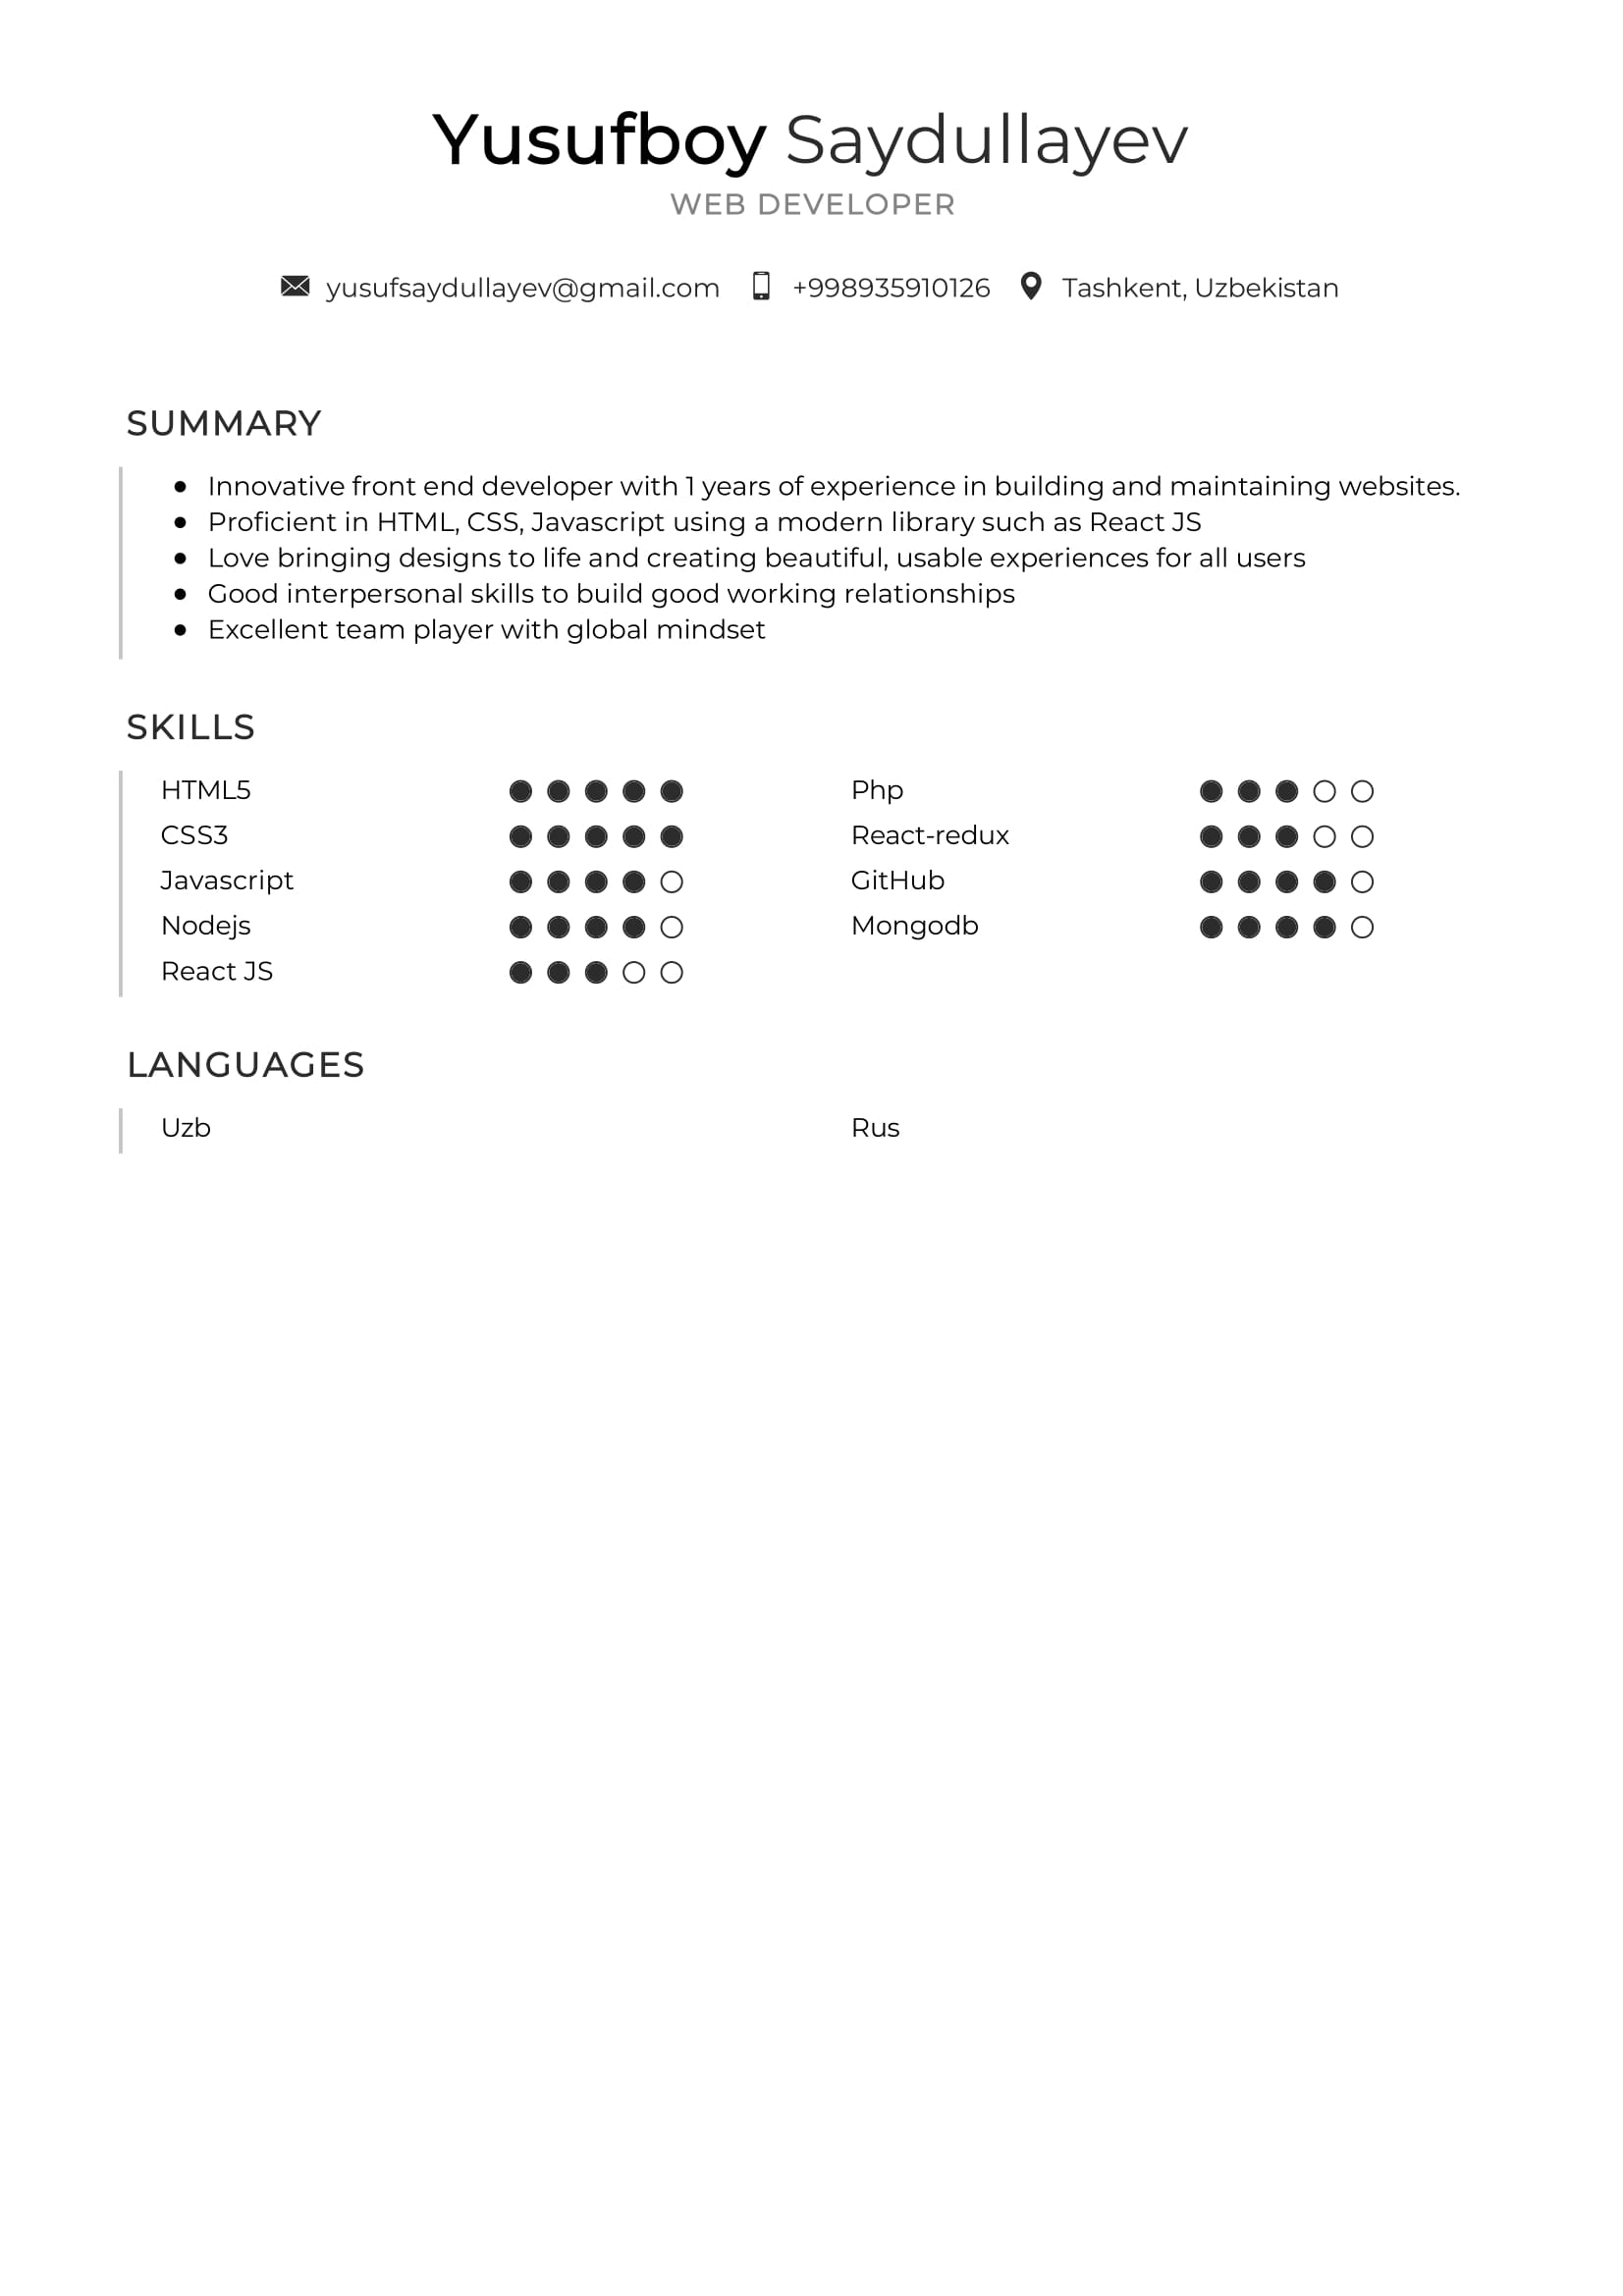 Yusufboy Saydullayev
WEB DEVELOPER
yusufsaydullayev@gmail.com +998935910126 Tashkent, Uzbekistan
SUMMARY
● Innovative front end developer with 1 years of experience in building and maintaining websites.
● Proficient in HTML, CSS, Javascript using a modern library such as React JS
● Love bringing designs to life and creating beautiful, usable experiences for all users
● Good interpersonal skills to build good working relationships
● Excellent team player with global mindset
SKILLS
HTML5
CSS3
Javascript
Nodejs
React JS
Php
React-redux
GitHub
Mongodb
LANGUAGES
Uzb
Rus